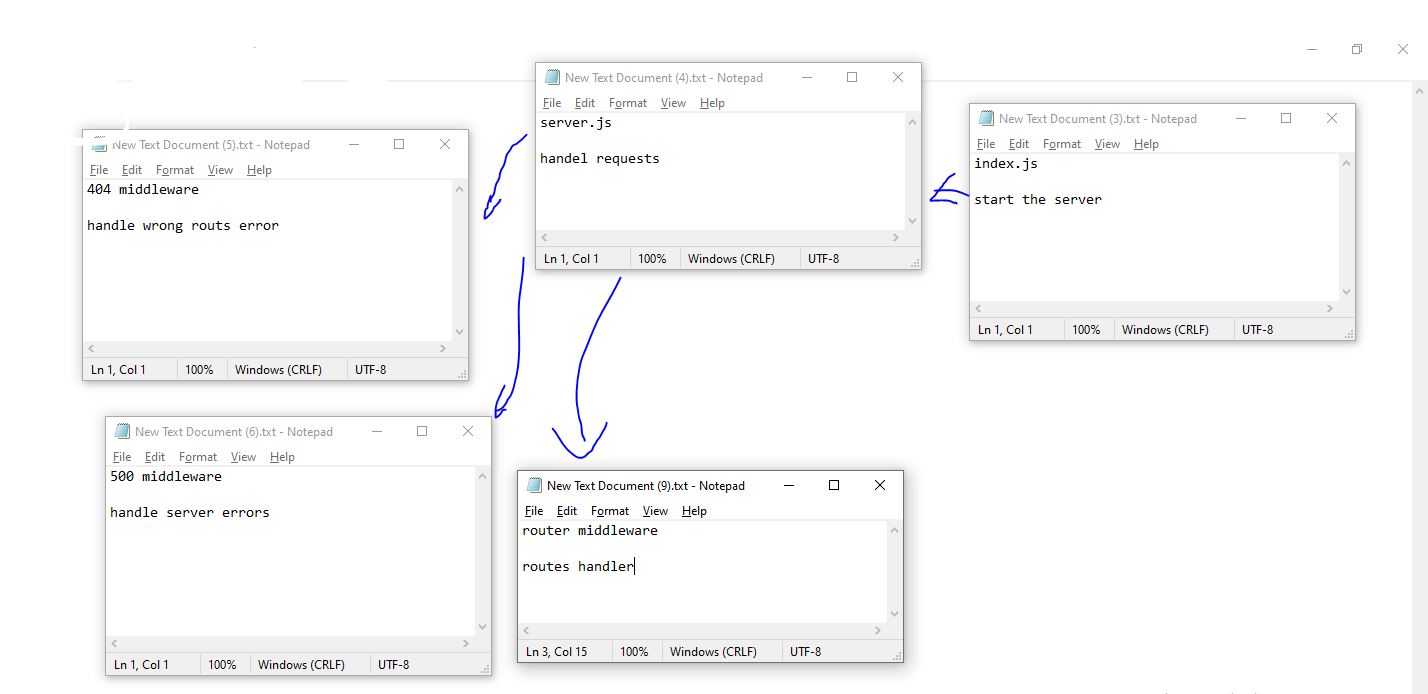 New Text Document (4).txt - Notepad
File Edit Format View Help
server.js
handel requests
Ln 1, Col 1 100% Windows (CRLF) UTF-8
New Text Document (3).txt - Notepad
File Edit Format View Help
index.js
start the server
Ln 1, Col 1 100% Windows (CRLF) UTF-8
New Text Document (5).txt - Notepad
File Edit Format View Help
404 middleware
handle wrong routs error
Ln 1, Col 1 100% Windows (CRLF) UTF-8
New Text Document (6).txt - Notepad
File Edit Format View Help
500 middleware
handle server errors
Ln 1, Col 1 100% Windows (CRLF) UTF-8
New Text Document (9).txt - Notepad
File Edit Format View Help
router middleware
routes handler
Ln 3, Col 15 100% Windows (CRLF) UTF-8